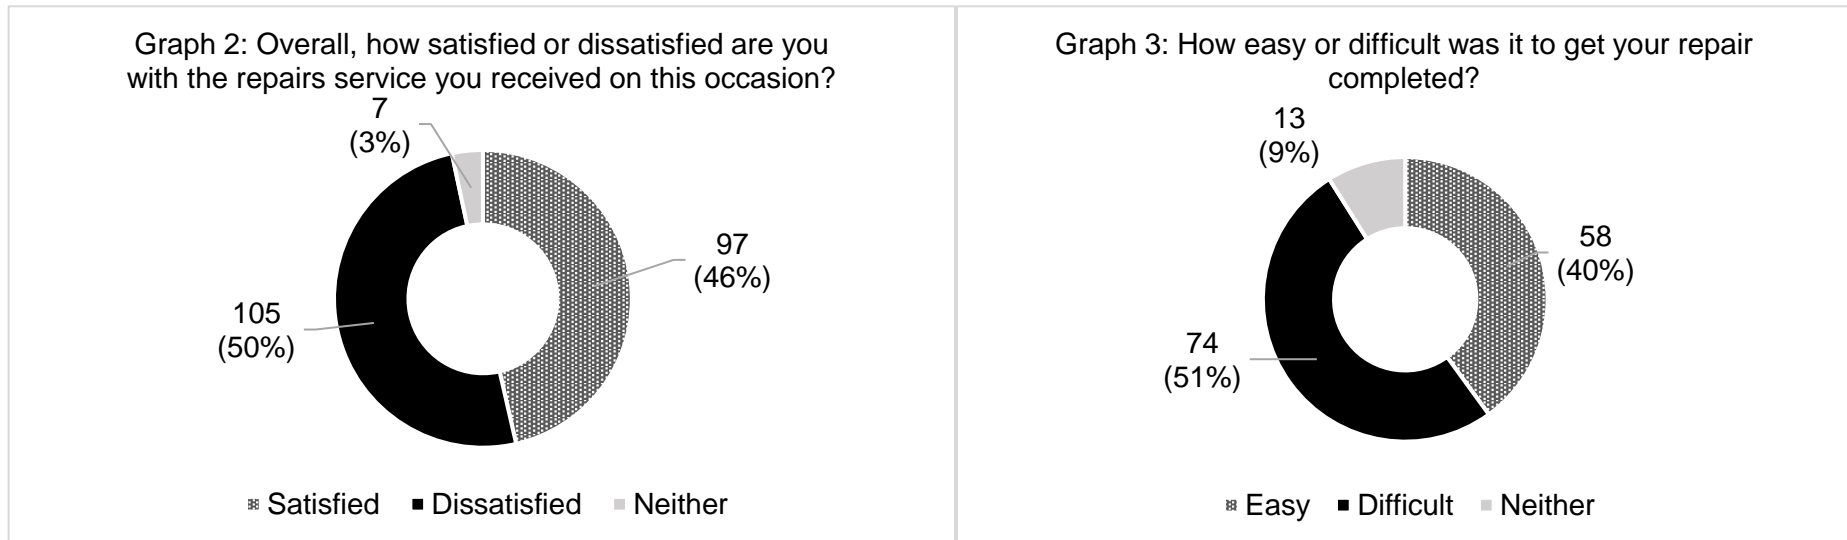 Graph 2: Overall, how satisfied or dissatisfied are you
with the repairs service you received on this occasion?
7
(3%)
97
(46%)
105
(50%)
Satisfied
Dissatisfied
Neither
Graph 3: How easy or difficult was it to get your repair
completed?
13
(9%)
58
(40%)
74
(51%)
Easy
Difficult
Neither